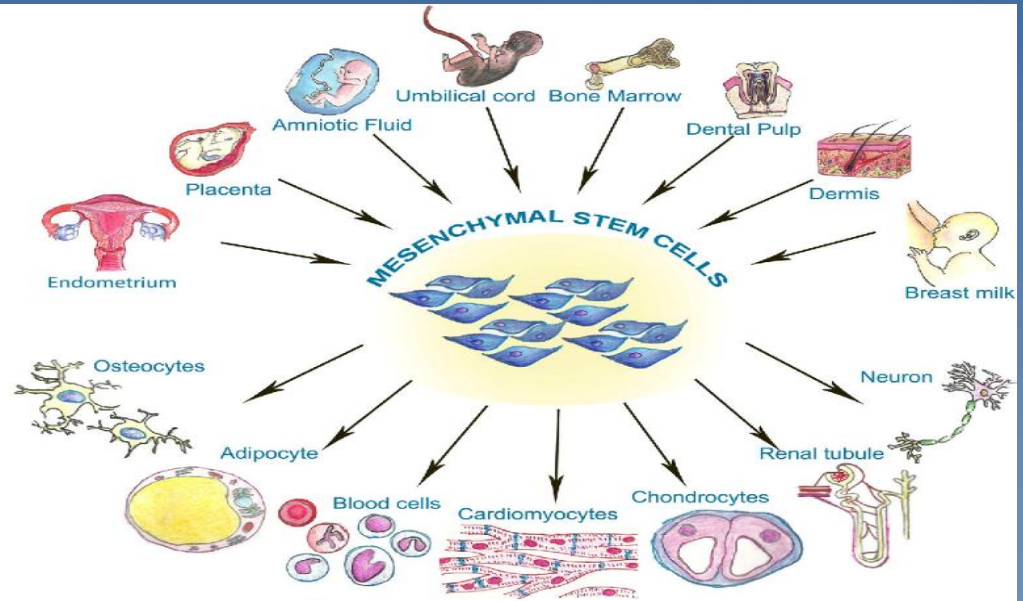 Umbilical cord
Bone Marrow
Amniotic Fluid
Dental Pulp
Placenta
Dermis
Endometrium
Breast milk
MESENCHYMAL STEM CELLS
Osteocytes
Neuron
Adipocyte
Renal tubule
Blood cells
Cardiomyocytes
Chondrocytes